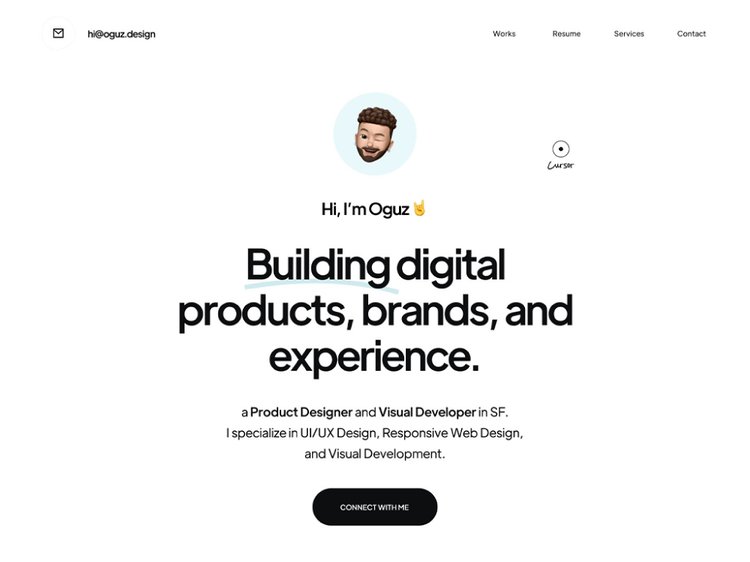 hi@oguz.design
Works Resume Services Contact
Cursor
Hi, I’m Oguz 🤘
Building digital
products, brands, and
experience.
a Product Designer and Visual Developer in SF.
I specialize in UI/UX Design, Responsive Web Design,
and Visual Development.
CONNECT WITH ME